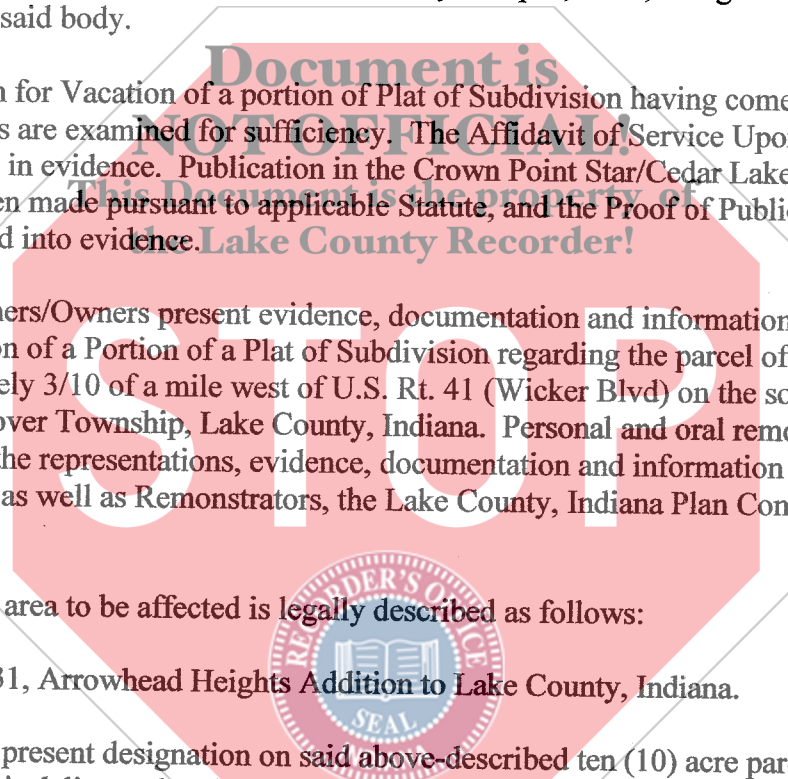 said body.
Document is
n for Vacation of a portion of Plat of Subdivision having come
NOT OFFICIAL!
s are examined for sufficiency. The Affidavit of Service Upo
in evidence. Publication in the Crown Point Star/Cedar Lake
This Document is the property of
en made pursuant to applicable Statute, and the Proof of Public
d into evidence.
the Lake County Recorder!
ners/Owners present evidence, documentation and information
on of a Portion of a Plat of Subdivision regarding the parcel of
ely 3/10 of a mile west of U.S. Rt. 41 (Wicker Blvd) on the so
over Township, Lake County, Indiana. Personal and oral remo
STOP
he representations, evidence, documentation and information
as well as Remonstrators, the Lake County, Indiana Plan Com
area to be affected is legally described as follows:
RECORDER'S OFFICE
31, Arrowhead Heights Addition to Lake County, Indiana.
SEAL
present designation on said above-described ten (10) acre par